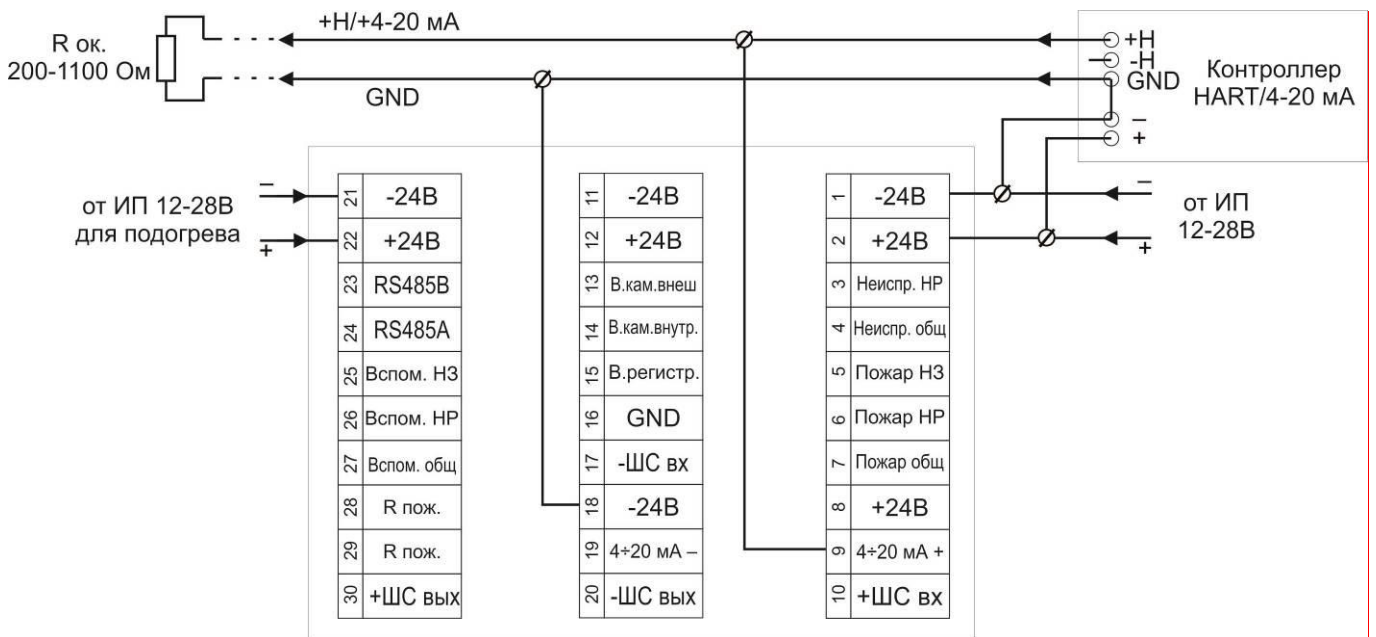 +Н/+4-20 мА
R ок.
200-1100 Ом
GND
+Н
-Н
GND
–
+
Контроллер
HART/4-20 мА
–
от ИП 12-28В
для подогрева
+
21 -24В
22 +24В
23 RS485В
24 RS485А
25 Вспом. НЗ
26 Вспом. НР
27 Вспом. общ
28 R пож.
29 R пож.
30 +ШС вых
11 -24В
12 +24В
13 В.кам.внеш
14 В.кам.внутр.
15 В.регистр.
16 GND
17 -ШС вх
18 -24В
19 4÷20 мА –
20 -ШС вых
1 -24В
2 +24В
3 Неиспр. НР
4 Неиспр. общ
5 Пожар НЗ
6 Пожар НР
7 Пожар общ
8 +24В
9 4÷20 мА +
10 +ШС вх
–
от ИП
12-28В
+